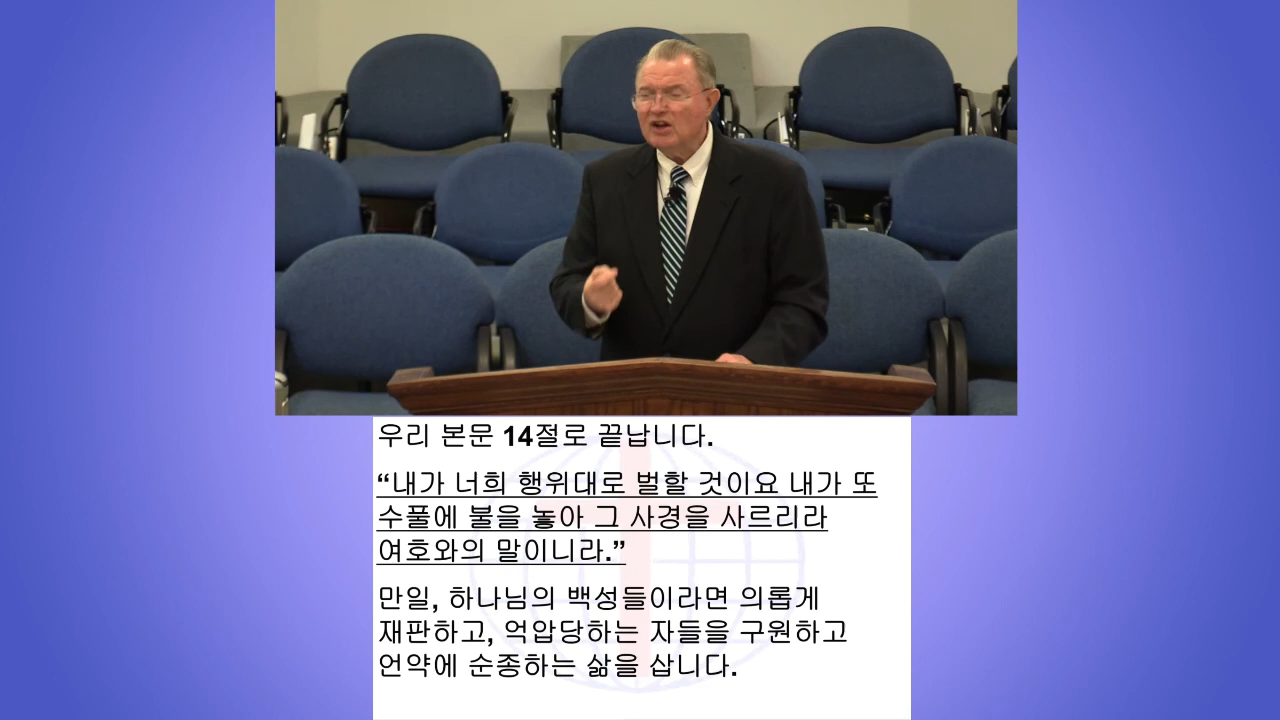 우리 본문 14절로 끝납니다.
“내가 너희 행위대로 벌할 것이요 내가 또
수풀에 불을 놓아 그 사경을 사르리라
여호와의 말이니라.”
만일, 하나님의 백성들이라면 의롭게
재판하고, 억압당하는 자들을 구원하고
언약에 순종하는 삶을 삽니다.